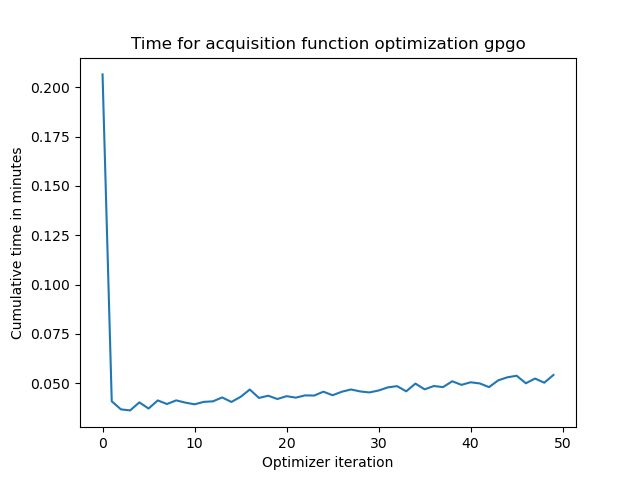 Time for acquisition function optimization gpgo
Cumulative time in minutes
0.200
0.175
0.150
0.125
0.100
0.075
0.050
0 10 20 30 40 50
Optimizer iteration